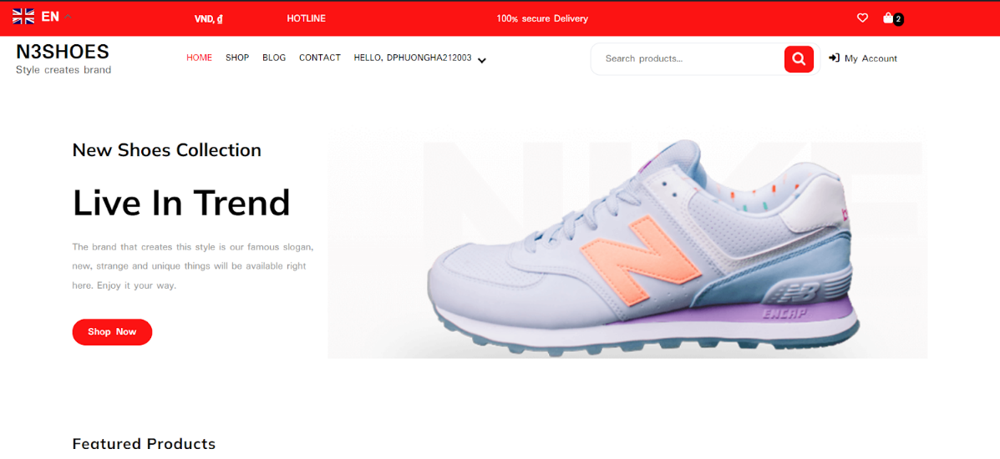 EN
VND, ₫
HOTLINE
100% secure Delivery
2
N3SHOES
Style creates brand
HOME
SHOP
BLOG
CONTACT
HELLO, DPHUONGHA212003
Search products...
My Account
New Shoes Collection
Live In Trend
The brand that creates this style is our famous slogan,
new, strange and unique things will be available right
here. Enjoy it your way.
Shop Now
NIKE
N
NB
ENCAP
Featured Products